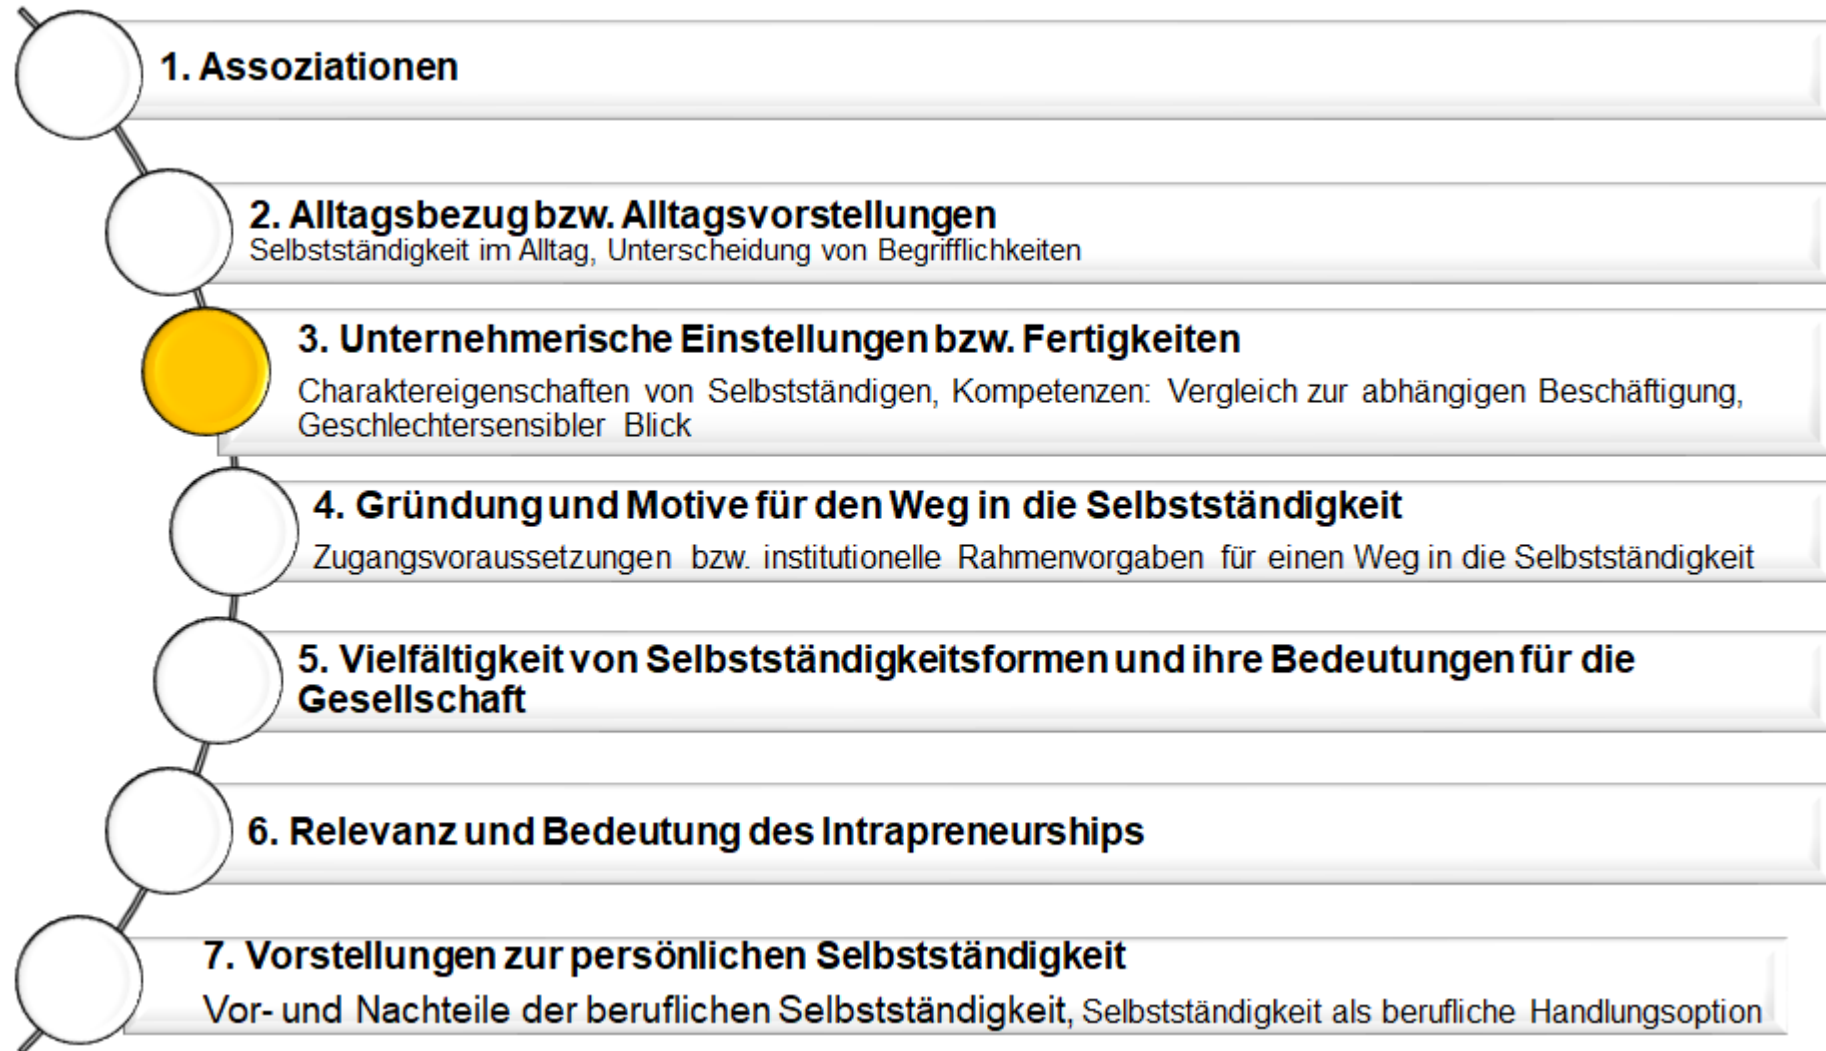 1. Assoziationen
2. Alltagsbezug bzw. Alltagsvorstellungen
Selbstständigkeit im Alltag, Unterscheidung von Begrifflichkeiten
3. Unternehmerische Einstellungen bzw. Fertigkeiten
Charaktereigenschaften von Selbstständigen, Kompetenzen: Vergleich zur abhängigen Beschäftigung,
Geschlechtersensibler Blick
4. Gründung und Motive für den Weg in die Selbstständigkeit
Zugangsvoraussetzungen bzw. institutionelle Rahmenvorgaben für einen Weg in die Selbstständigkeit
5. Vielfältigkeit von Selbstständigkeitsformen und ihre Bedeutungen für die
Gesellschaft
6. Relevanz und Bedeutung des Intrapreneurships
7. Vorstellungen zur persönlichen Selbstständigkeit
Vor- und Nachteile der beruflichen Selbstständigkeit, Selbstständigkeit als berufliche Handlungsoption